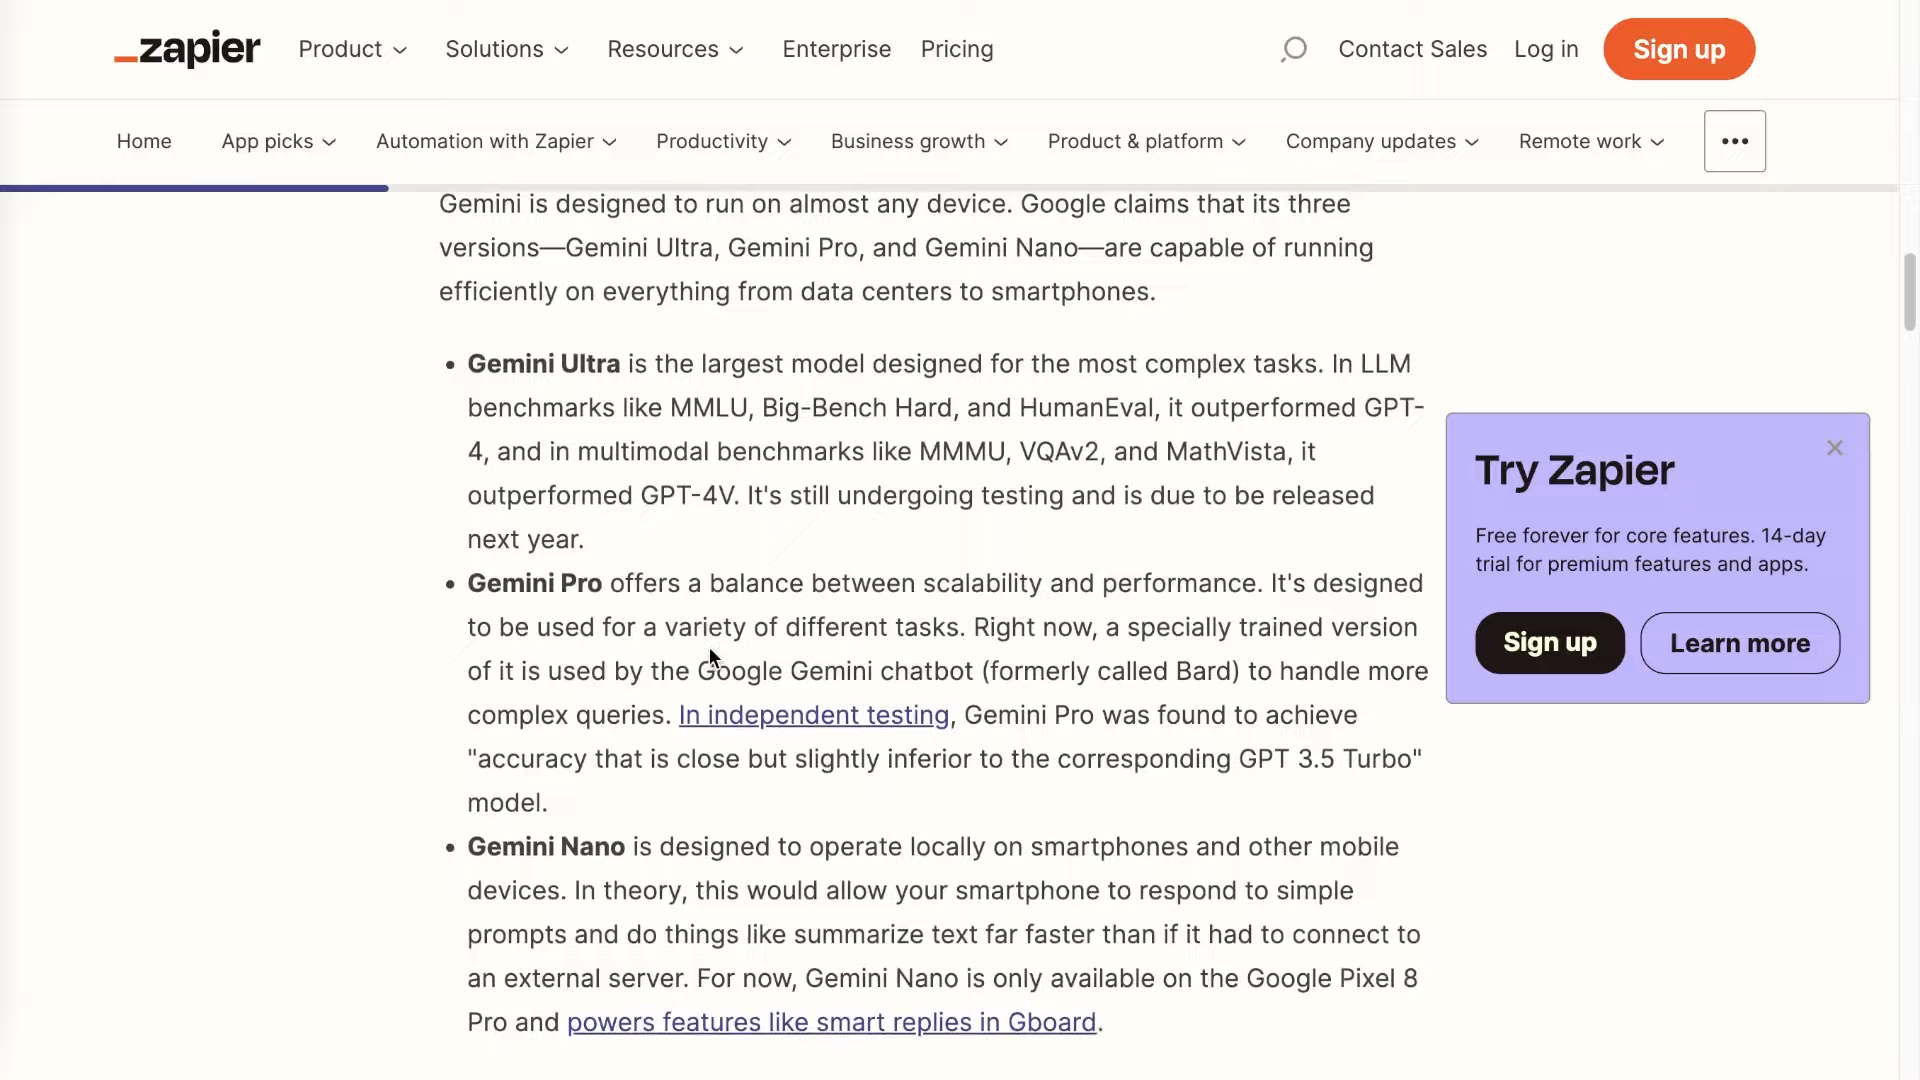 zapier Product Solutions Resources Enterprise Pricing Contact Sales Log in Sign up
Home App picks Automation with Zapier Productivity Business growth Product & platform Company updates Remote work
Gemini is designed to run on almost any device. Google claims that its three
versions—Gemini Ultra, Gemini Pro, and Gemini Nano—are capable of running
efficiently on everything from data centers to smartphones.
• Gemini Ultra is the largest model designed for the most complex tasks. In LLM
benchmarks like MMLU, Big-Bench Hard, and HumanEval, it outperformed GPT-
4, and in multimodal benchmarks like MMMU, VQAv2, and MathVista, it
outperformed GPT-4V. It's still undergoing testing and is due to be released
next year.
• Gemini Pro offers a balance between scalability and performance. It's designed
to be used for a variety of different tasks. Right now, a specially trained version
of it is used by the Google Gemini chatbot (formerly called Bard) to handle more
complex queries. In independent testing, Gemini Pro was found to achieve
"accuracy that is close but slightly inferior to the corresponding GPT 3.5 Turbo"
model.
• Gemini Nano is designed to operate locally on smartphones and other mobile
devices. In theory, this would allow your smartphone to respond to simple
prompts and do things like summarize text far faster than if it had to connect to
an external server. For now, Gemini Nano is only available on the Google Pixel 8
Pro and powers features like smart replies in Gboard.
Try Zapier
Free forever for core features. 14-day
trial for premium features and apps.
Sign up Learn more